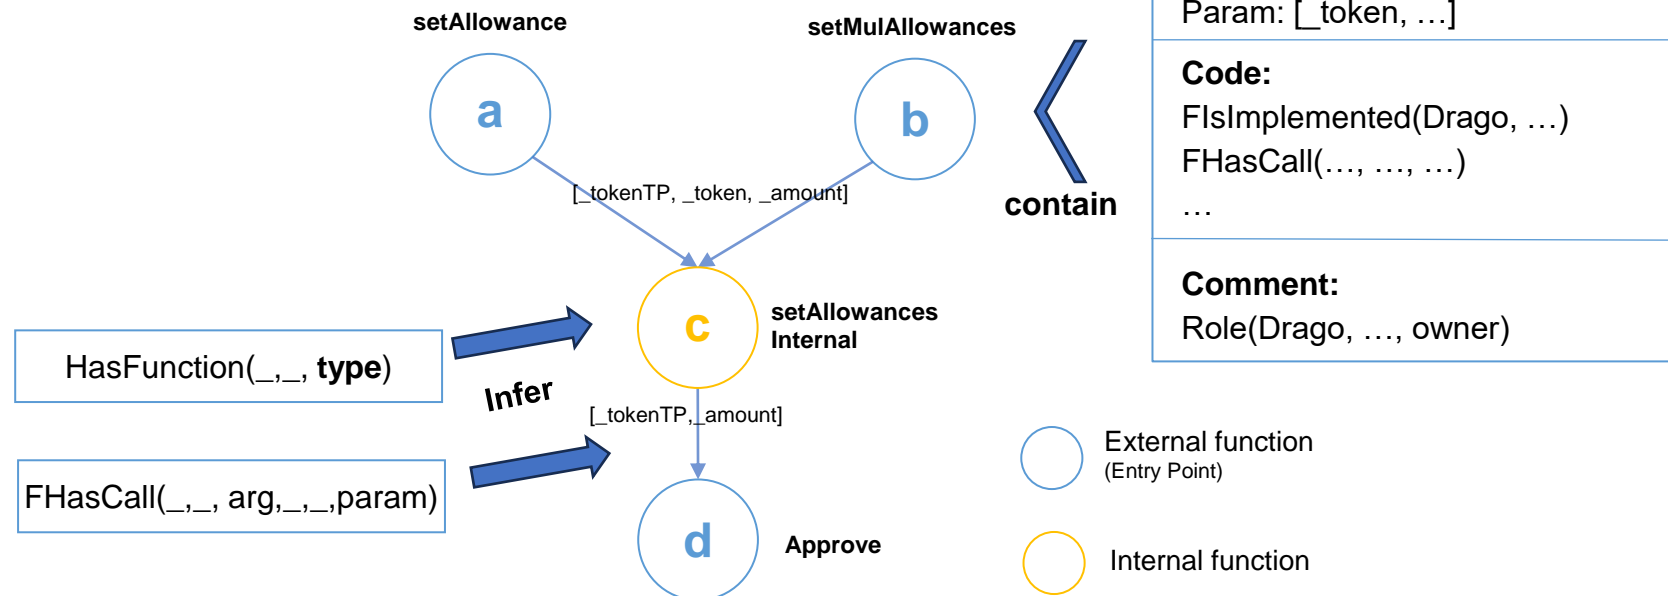 setAllowance
setMulAllowances
a
b
[_tokenTP, _token, _amount]
contain
Param: [_token, …]
Code:
FIsImplemented(Drago, …)
FHasCall(…, …, …)
…
Comment:
Role(Drago, …, owner)
c
setAllowances
Internal
HasFunction(_,_, type)
Infer
[_tokenTP,_amount]
FHasCall(_,_, arg,_,_,param)
d
Approve
External function
(Entry Point)
Internal function